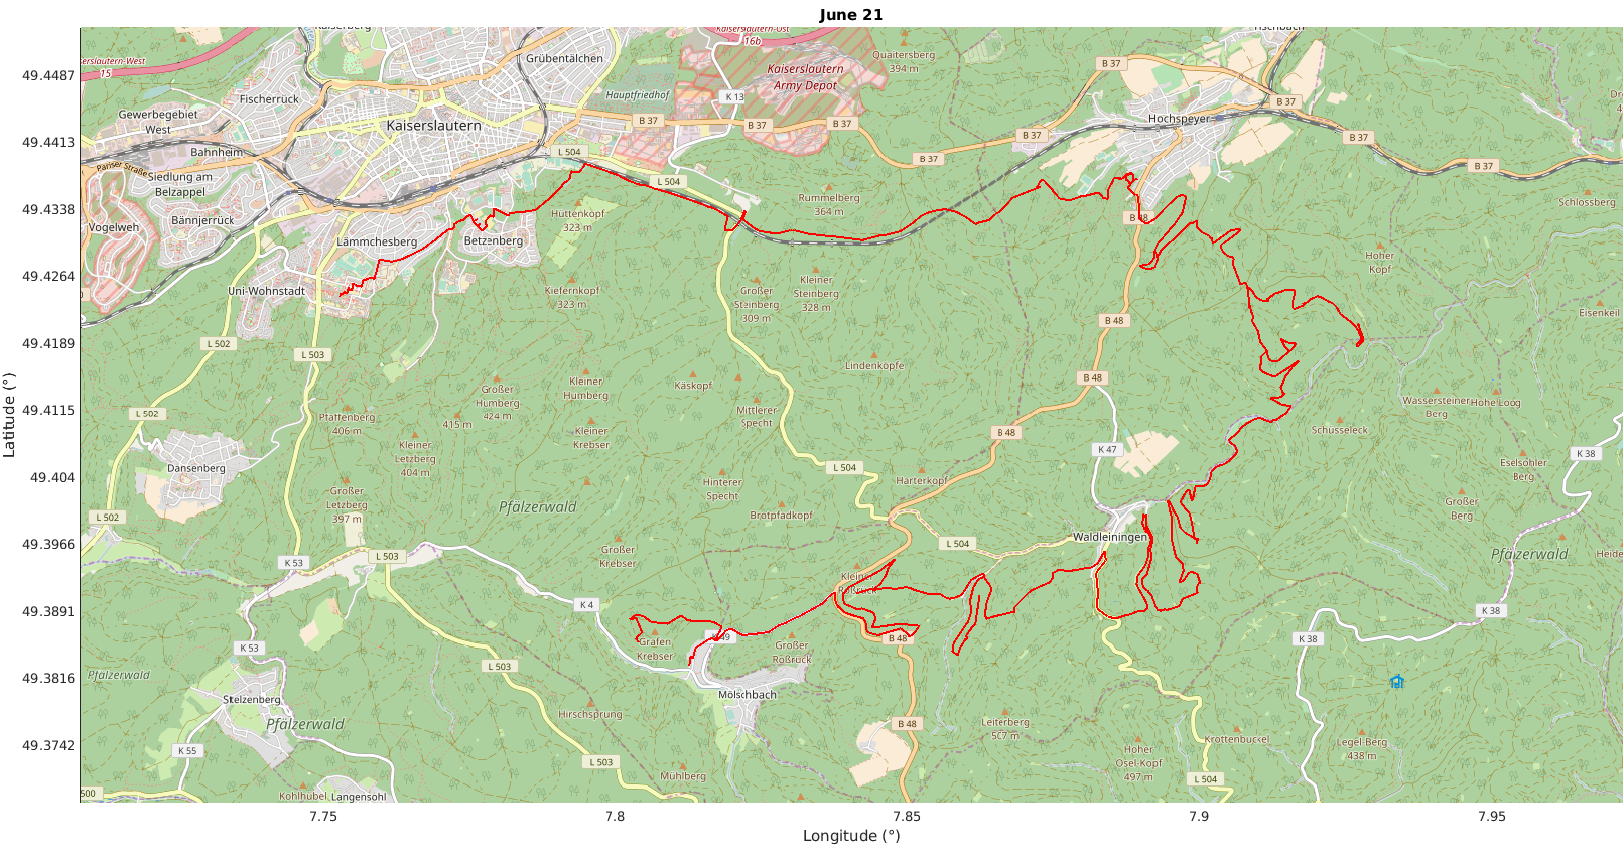 June 21
Kaiserslautern-Ost
16b
serslautern-West
15
Grübentälchen
Quaitersberg
394 m
B 37
Kaiserslautern
Army Depot
49.4487
Fischerrück
Hauptfriedhof
K 13
B 37
Gewerbegebiet
West
Kaiserslautern
B 37
B 37
B 37
Hochspeyer
B 37
B 37
49.4413
Bahnheim
L 504
B 37
B 37
Pariser Straße
Siedlung am
Belzappel
L 504
Rummelberg
364 m
Schlossberg
49.4338
Vogelweh
Bännjerrück
Lämmchesberg
Betzenberg
Huttenkopf
323 m
B 48
Hoher
Kopf
49.4264
Uni-Wohnstadt
Kiefernkopf
323 m
Großer
Steinberg
309 m
Kleiner
Steinberg
328 m
Eisenkeil
B 48
49.4189
L 502
L 503
Lindenköpfe
B 48
Großer
Humberg
424 m
Kleiner
Humberg
Käskopf
49.4115
L 502
Pfaffenberg
406 m
415 m
Mittlerer
Specht
Wassersteiner
Berg
Hohe Loog
Kleiner
Letzberg
404 m
Kleiner
Krebser
B 48
K 47
Schusseleck
K 38
Latitude (°)
49.404
Dansenberg
L 504
Harterkopf
Eselsohler
Berg
Großer
Letzberg
397 m
Hinterer
Specht
Pfälzerwald
Großer
Berg
L 502
Brotpfadkopf
49.3966
Großer
Krebser
L 504
Waldleiningen
Pfälzerwald
Heide
K 53
L 503
Kleiner
Roßrück
49.3891
K 4
K 38
K 49
B 48
K 38
K 53
Grafen
Krebser
Großer
Roßruck
49.3816
Pfälzerwald
L 503
Stelzenberg
Mölschbach
Hirschsprung
Pfälzerwald
B 48
Leiterberg
507 m
49.3742
K 55
Krottenbuckel
Legel-Berg
438 m
Hoher
Osel-Kopf
497 m
L 503
Mühlberg
L 504
500
Kohlhübel
Langensohl
7.75
7.8
7.85
7.9
7.95
Longitude (°)